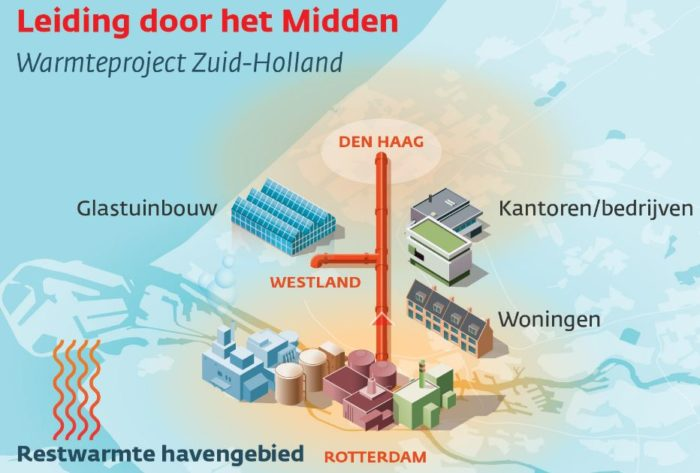 Leiding door het Midden
Warmteproject Zuid-Holland
DEN HAAG
Glastuinbouw
Kantoren/bedrijven
WESTLAND
Woningen
Restwarmte havengebied
ROTTERDAM